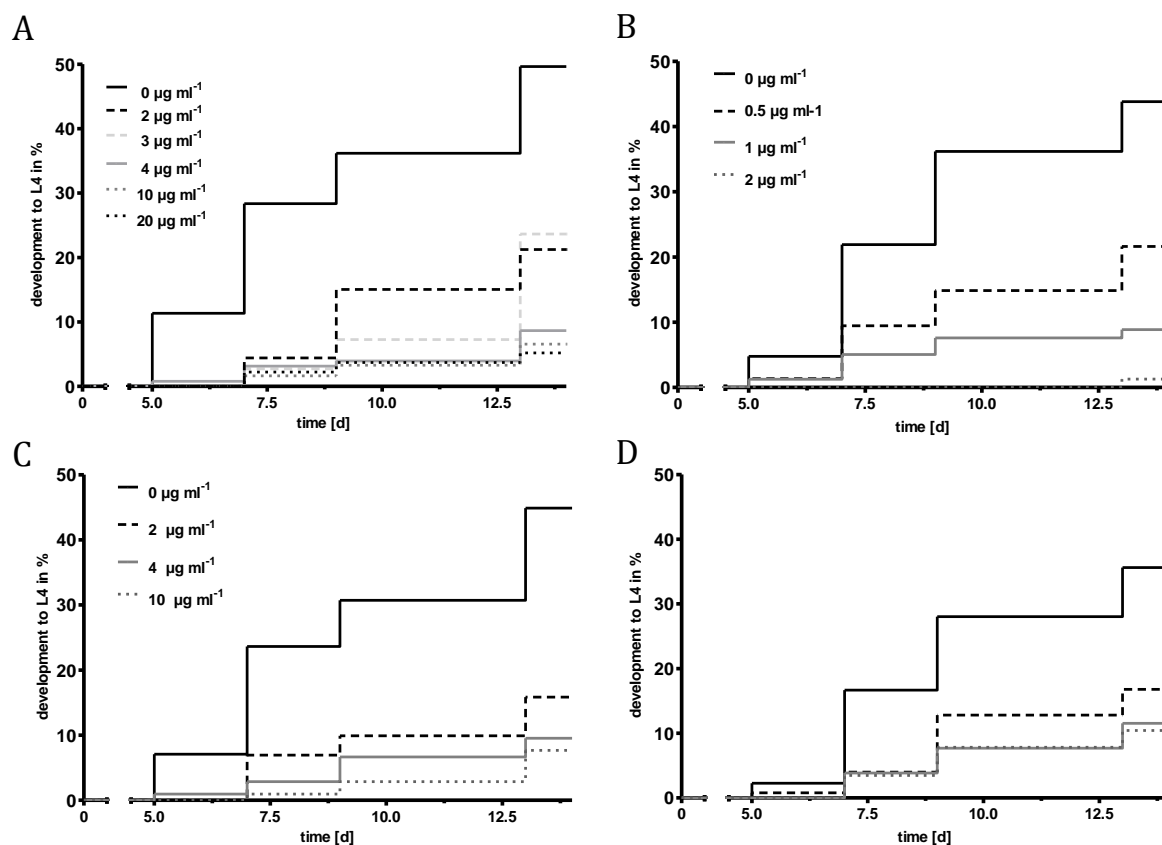 A
development to L4 in %
50
40
30
20
10
0
0 µg ml-1
2 µg ml-1
3 µg ml-1
4 µg ml-1
10 µg ml-1
20 µg ml-1
0 5.0 7.5 10.0 12.5
time [d]
B
development to L4 in %
50
40
30
20
10
0
0 µg ml-1
0.5 µg ml-1
1 µg ml-1
2 µg ml-1
0 5.0 7.5 10.0 12.5
time [d]
C
development to L4 in %
50
40
30
20
10
0
0 µg ml-1
2 µg ml-1
4 µg ml-1
10 µg ml-1
0 5.0 7.5 10.0 12.5
time [d]
D
development to L4 in %
50
40
30
20
10
0
0 5.0 7.5 10.0 12.5
time [d]